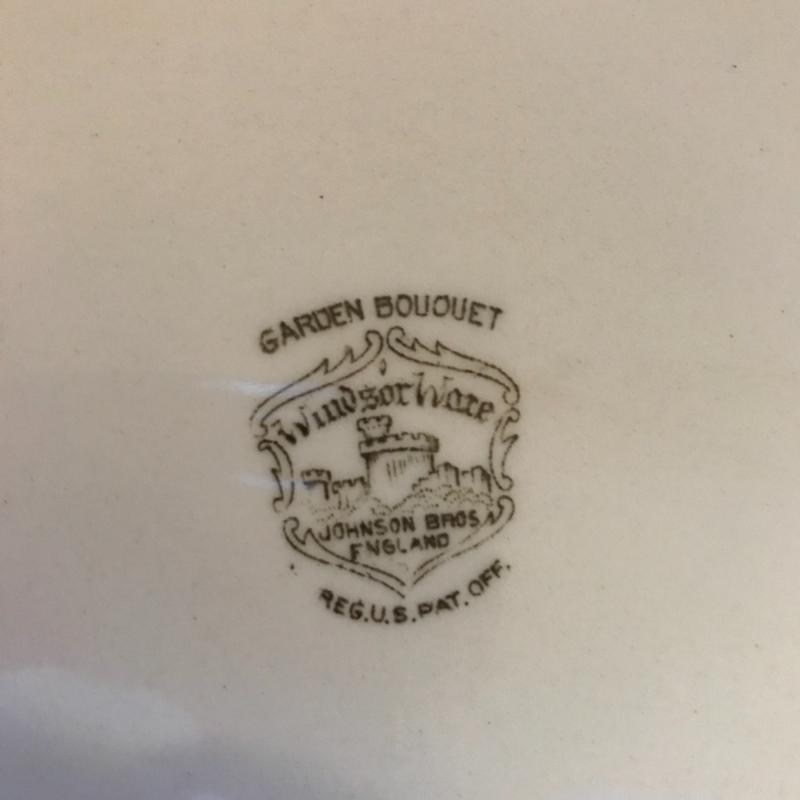 GARDEN BOUQUET
Windsor Ware
JOHNSON BROS
ENGLAND
REG. U.S. PAT. OFF.